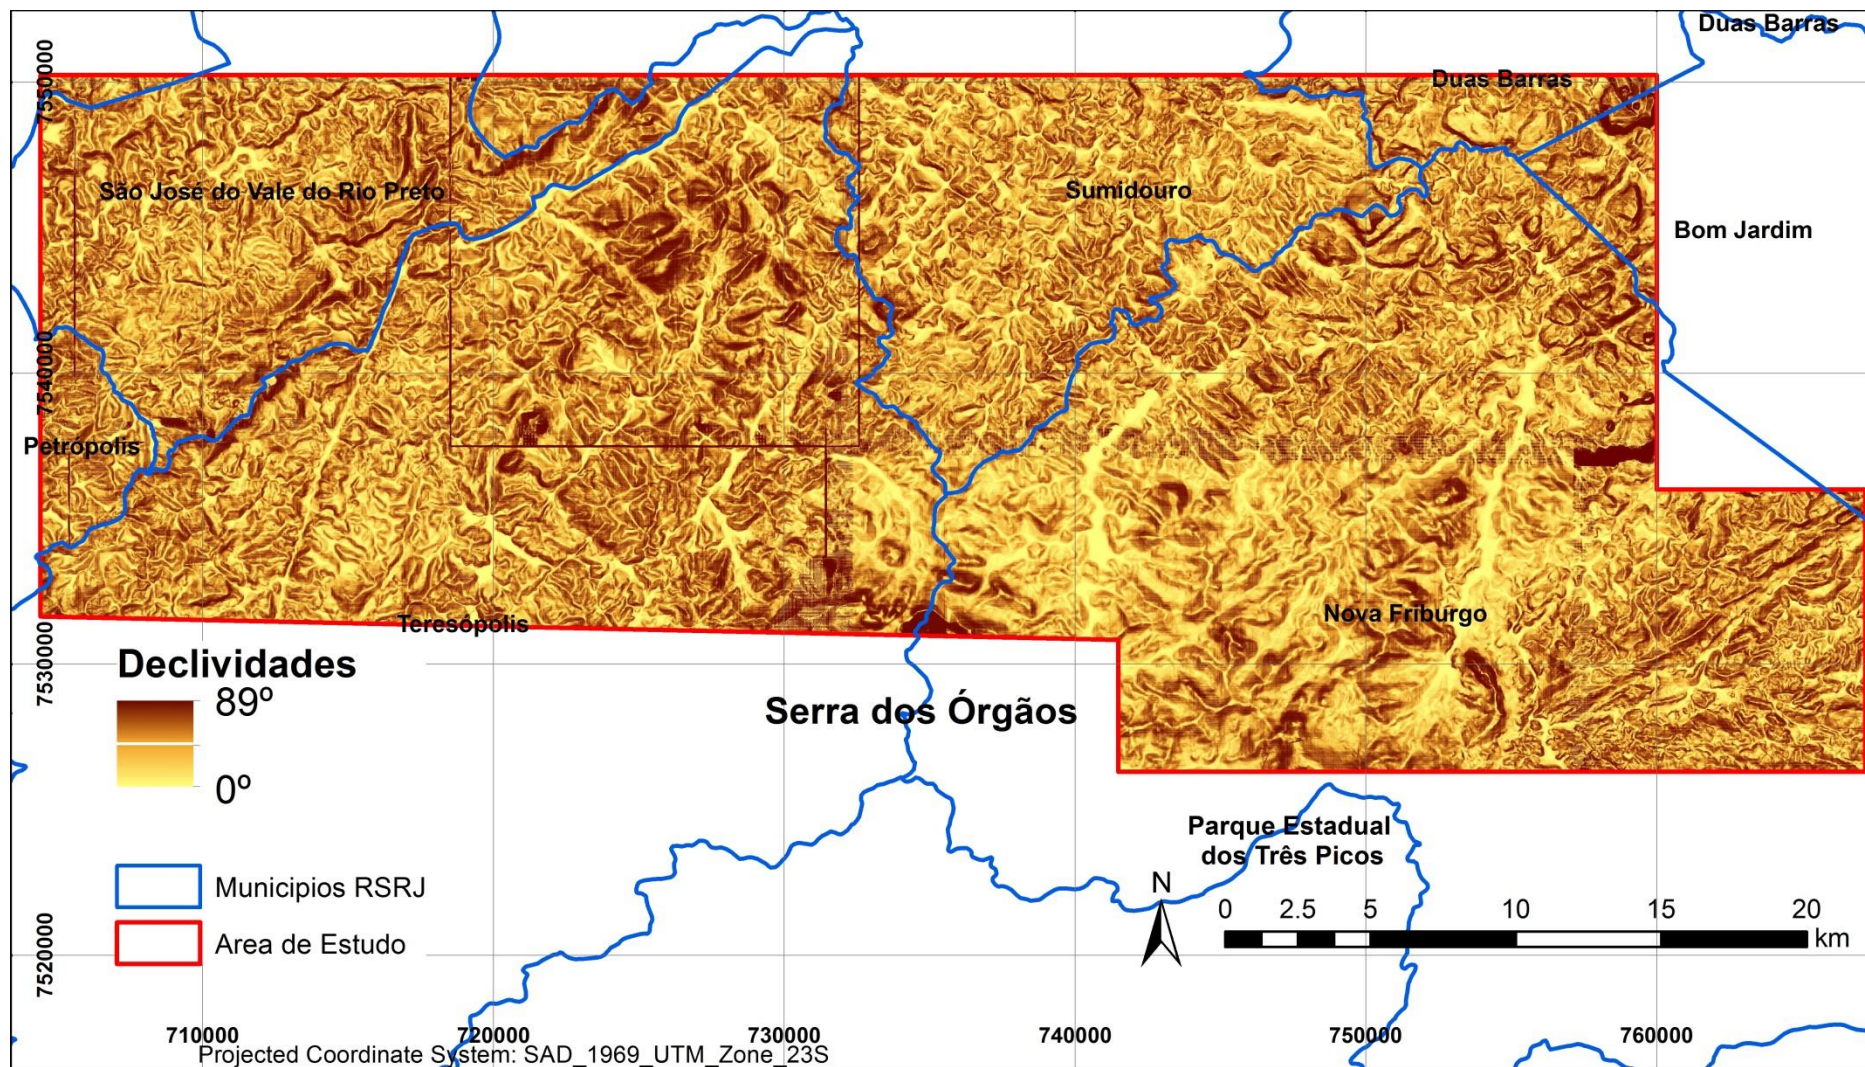 Duas Barras
Duas Barras
São José do Vale do Rio Preto
Sumidouro
Bom Jardim
Petrópolis
Nova Friburgo
Teresópolis
Serra dos Órgãos
Parque Estadual
dos Três Picos
Declividades
89º
0º
Municipios RSRJ
Area de Estudo
N
0 2.5 5 10 15 20
km
7550000
7540000
7530000
7520000
710000 720000 730000 740000 750000 760000
Projected Coordinate System: SAD_1969_UTM_Zone_23S